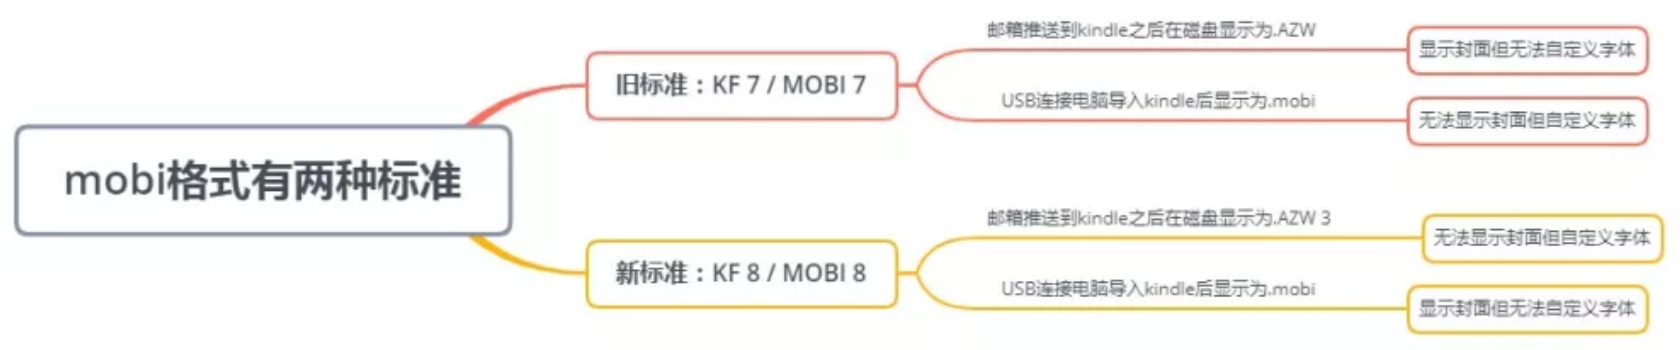 mobi格式有两种标准
旧标准：KF 7 / MOBI 7
邮箱推送到kindle之后在磁盘显示为.AZW
显示封面但无法自定义字体
USB连接电脑导入kindle后显示为.mobi
无法显示封面但自定义字体
新标准：KF 8 / MOBI 8
邮箱推送到kindle之后在磁盘显示为.AZW 3
无法显示封面但自定义字体
USB连接电脑导入kindle后显示为.mobi
显示封面但无法自定义字体